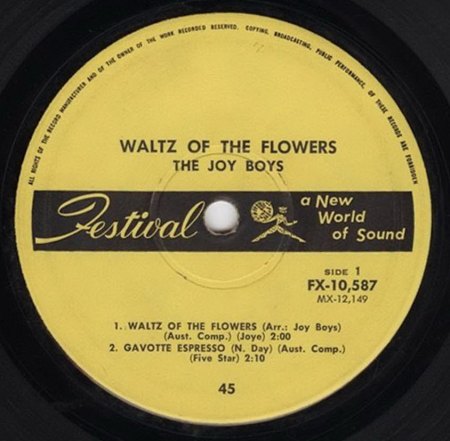 ALL RIGHTS OF THE RECORD MANUFACTURER AND OF THE OWNER OF THE WORK RECORDED RESERVED. COPYING, BROADCASTING, PUBLIC PERFORMANCE, OF THESE RECORDS ARE FORBIDDEN
WALTZ OF THE FLOWERS
THE JOY BOYS
Festival
a New
World
of Sound
SIDE 1
FX-10,587
MX-12,149
1. WALTZ OF THE FLOWERS (Arr.: Joy Boys)
(Aust. Comp.) (Joye) 2:00
2. GAVOTTE ESPRESSO (N. Day) (Aust. Comp.)
(Five Star) 2:10
45